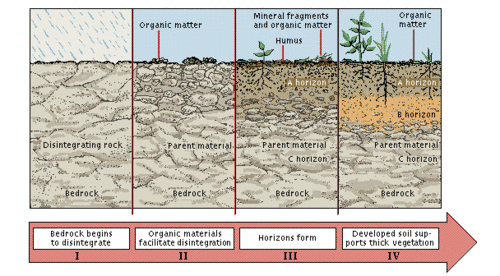 Organic matter
Mineral fragments
and organic matter
Humus
Organic
matter
A horizon
A horizon
B horizon
Disintegrating rock
Parent material
Parent material
C horizon
Parent material
C horizon
Bedrock
Bedrock
Bedrock
Bedrock
Bedrock begins
to disintegrate
Organic materials
facilitate disintegration
Horizons form
Developed soil sup-
ports thick vegetation
I
II
III
IV